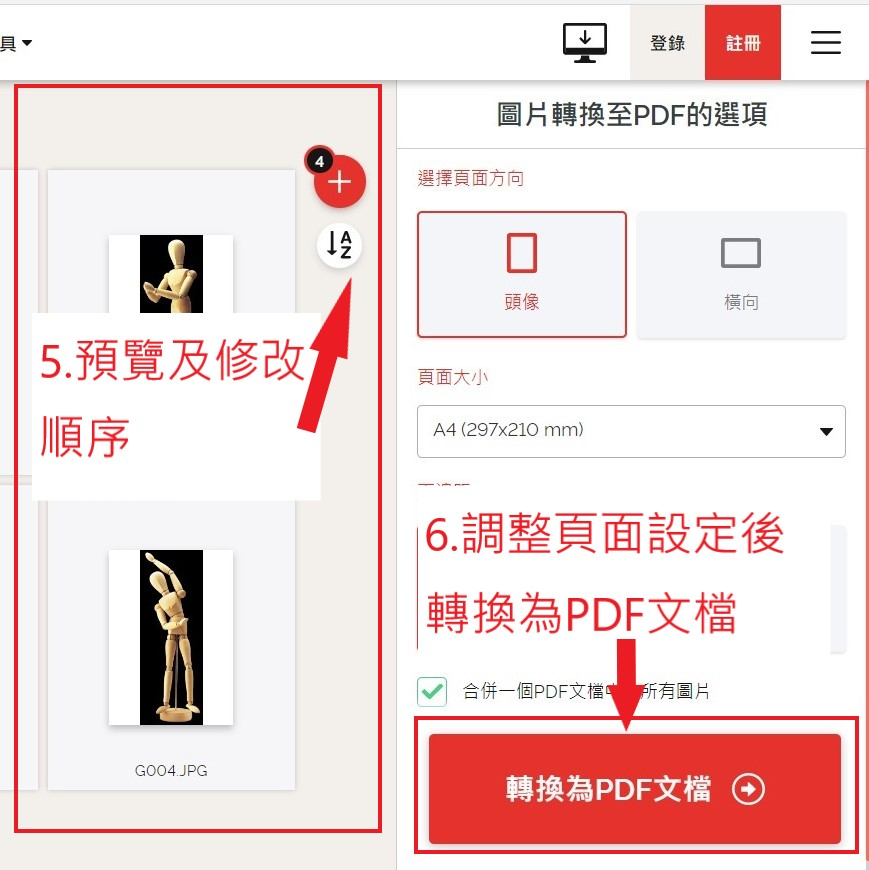 具
登錄
註冊
圖片轉換至PDF的選項
4
A
Z
選擇頁面方向
頭像
橫向
5.預覽及修改
順序
頁面大小
A4 (297x210 mm)
6.調整頁面設定後
轉換為PDF文檔
合併一個PDF文檔中 所有圖片
G004.JPG
轉換為PDF文檔